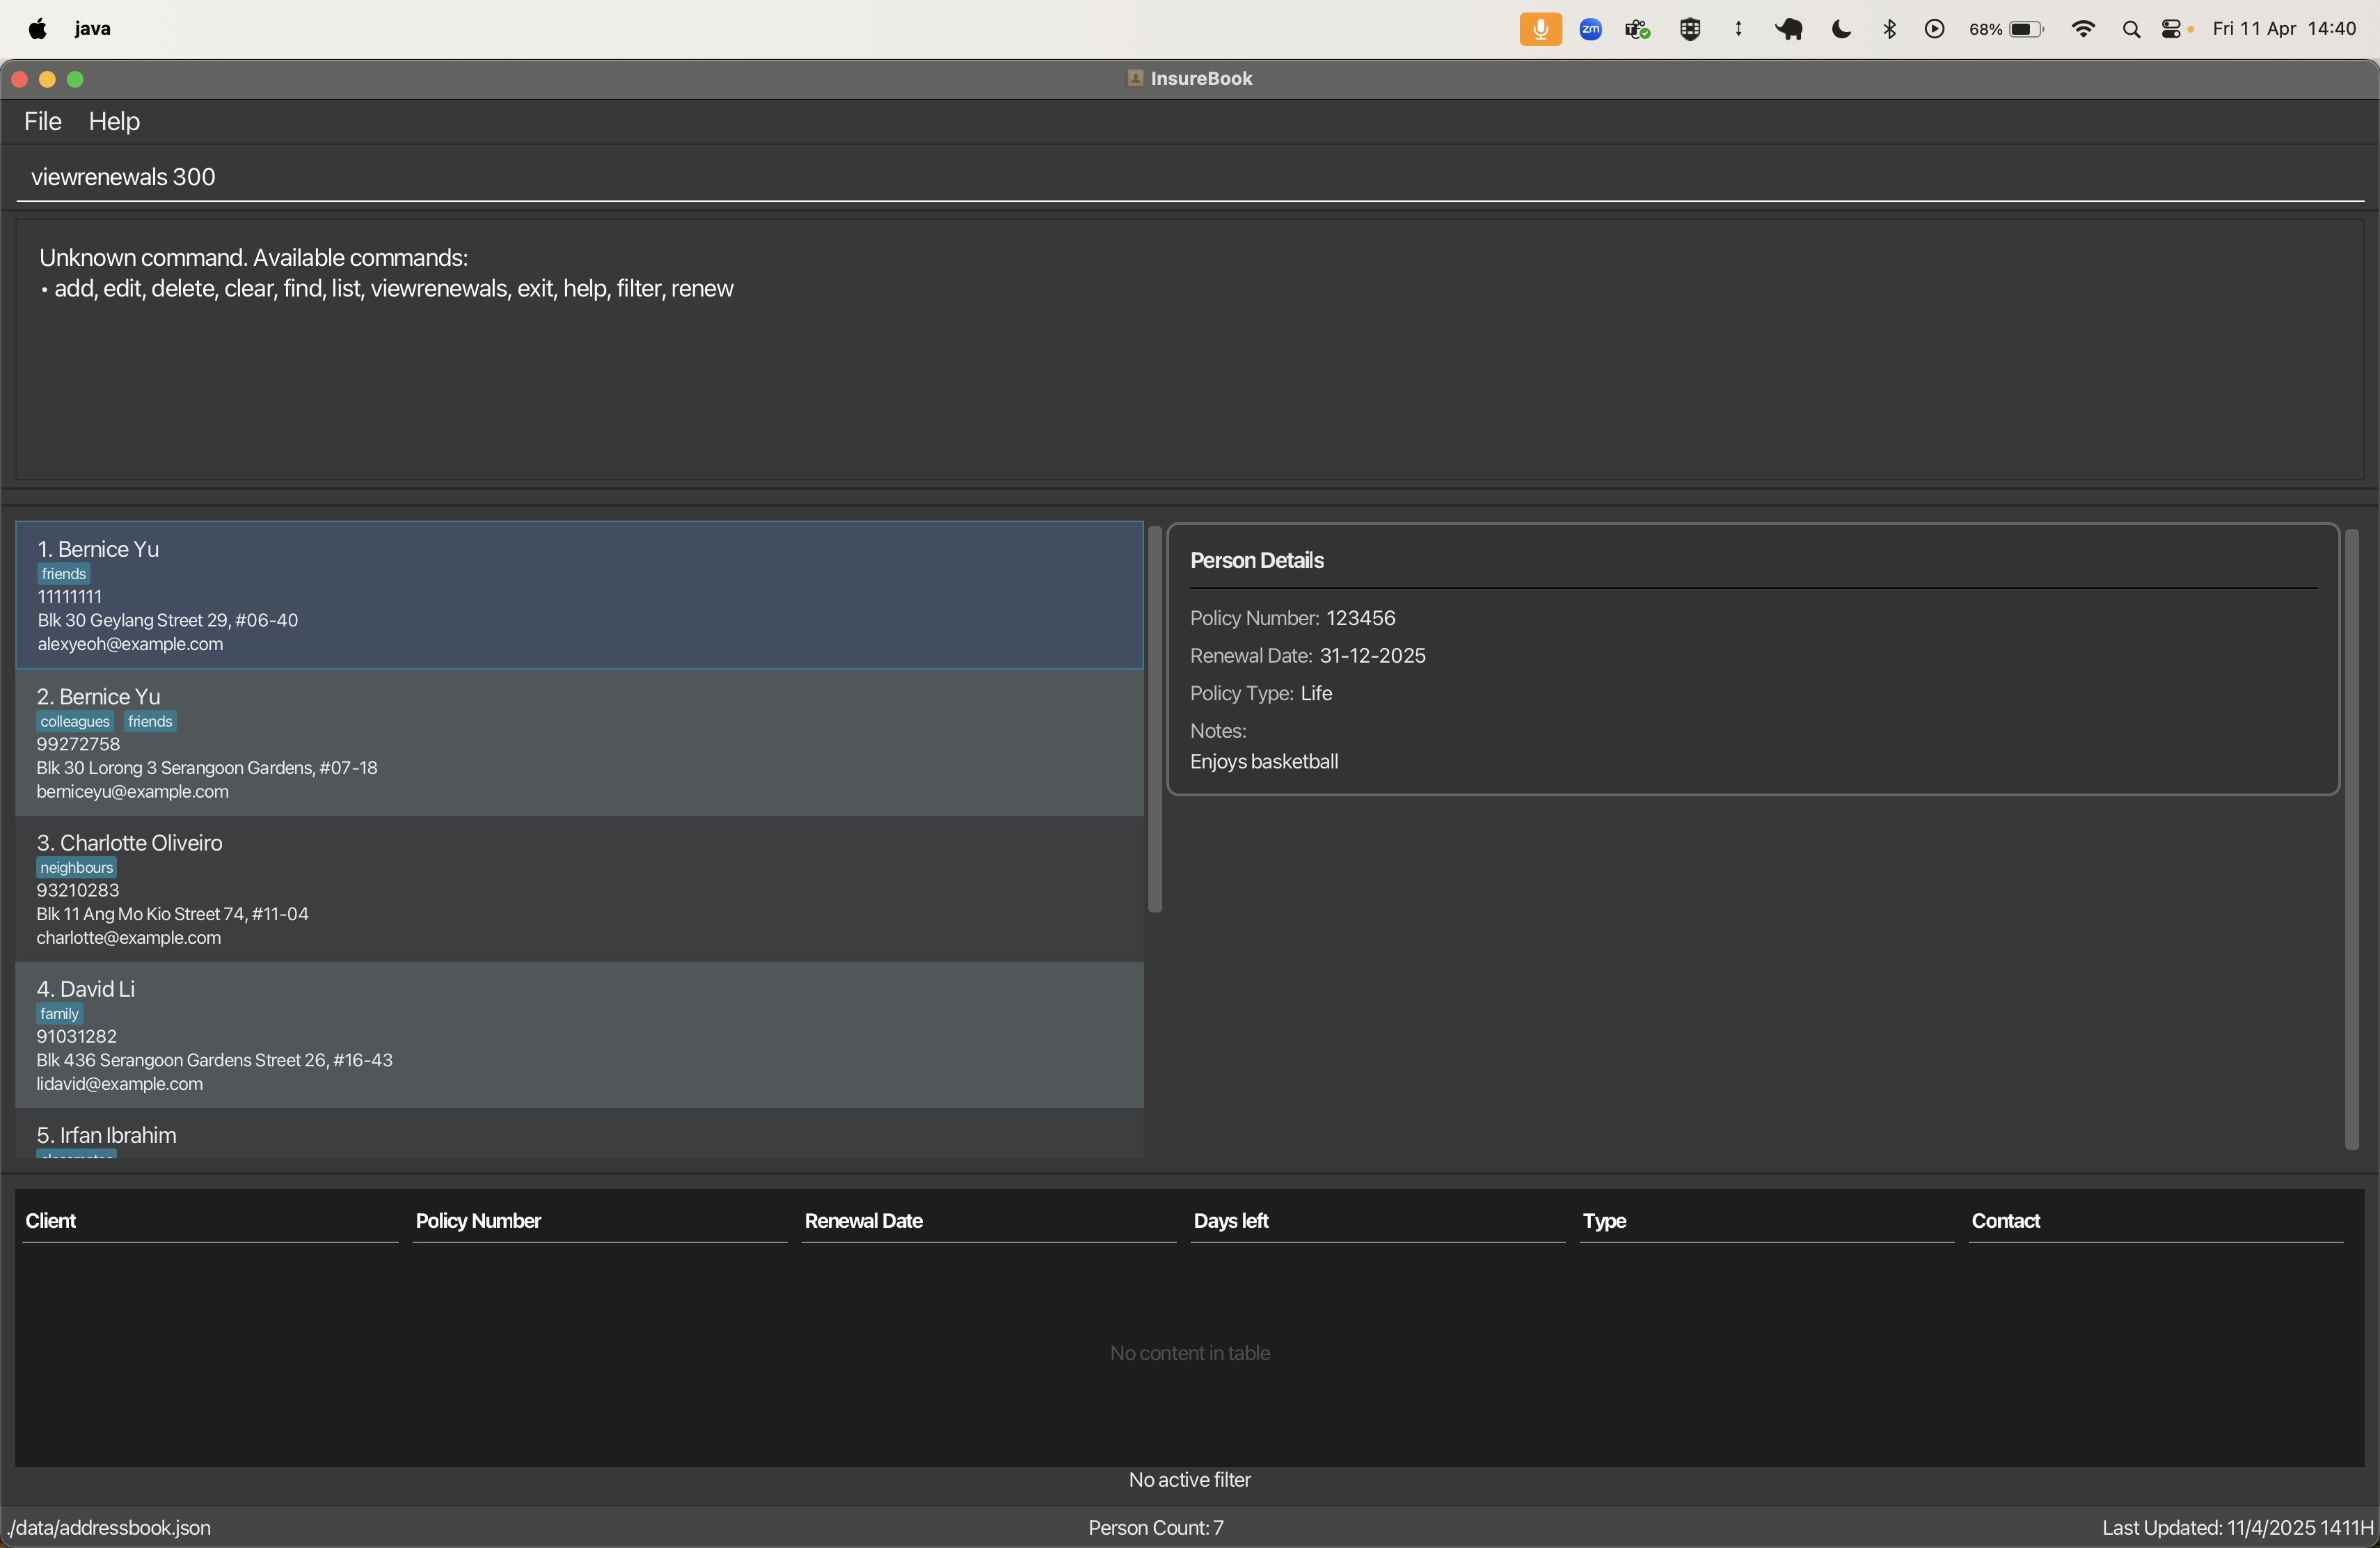 java
zm
68%
Fri 11 Apr 14:40
InsureBook
File Help
viewrenewals 300
Unknown command. Available commands:
• add, edit, delete, clear, find, list, viewrenewals, exit, help, filter, renew
1. Bernice Yu
friends
11111111
Blk 30 Geylang Street 29, #06-40
alexyeoh@example.com
2. Bernice Yu
colleagues friends
99272758
Blk 30 Lorong 3 Serangoon Gardens, #07-18
berniceyu@example.com
3. Charlotte Oliveiro
neighbours
93210283
Blk 11 Ang Mo Kio Street 74, #11-04
charlotte@example.com
4. David Li
family
91031282
Blk 436 Serangoon Gardens Street 26, #16-43
lidavid@example.com
5. Irfan Ibrahim
Person Details
Policy Number: 123456
Renewal Date: 31-12-2025
Policy Type: Life
Notes:
Enjoys basketball
Client Policy Number Renewal Date Days left Type Contact
No content in table
No active filter
./data/addressbook.json Person Count: 7 Last Updated: 11/4/2025 1411H